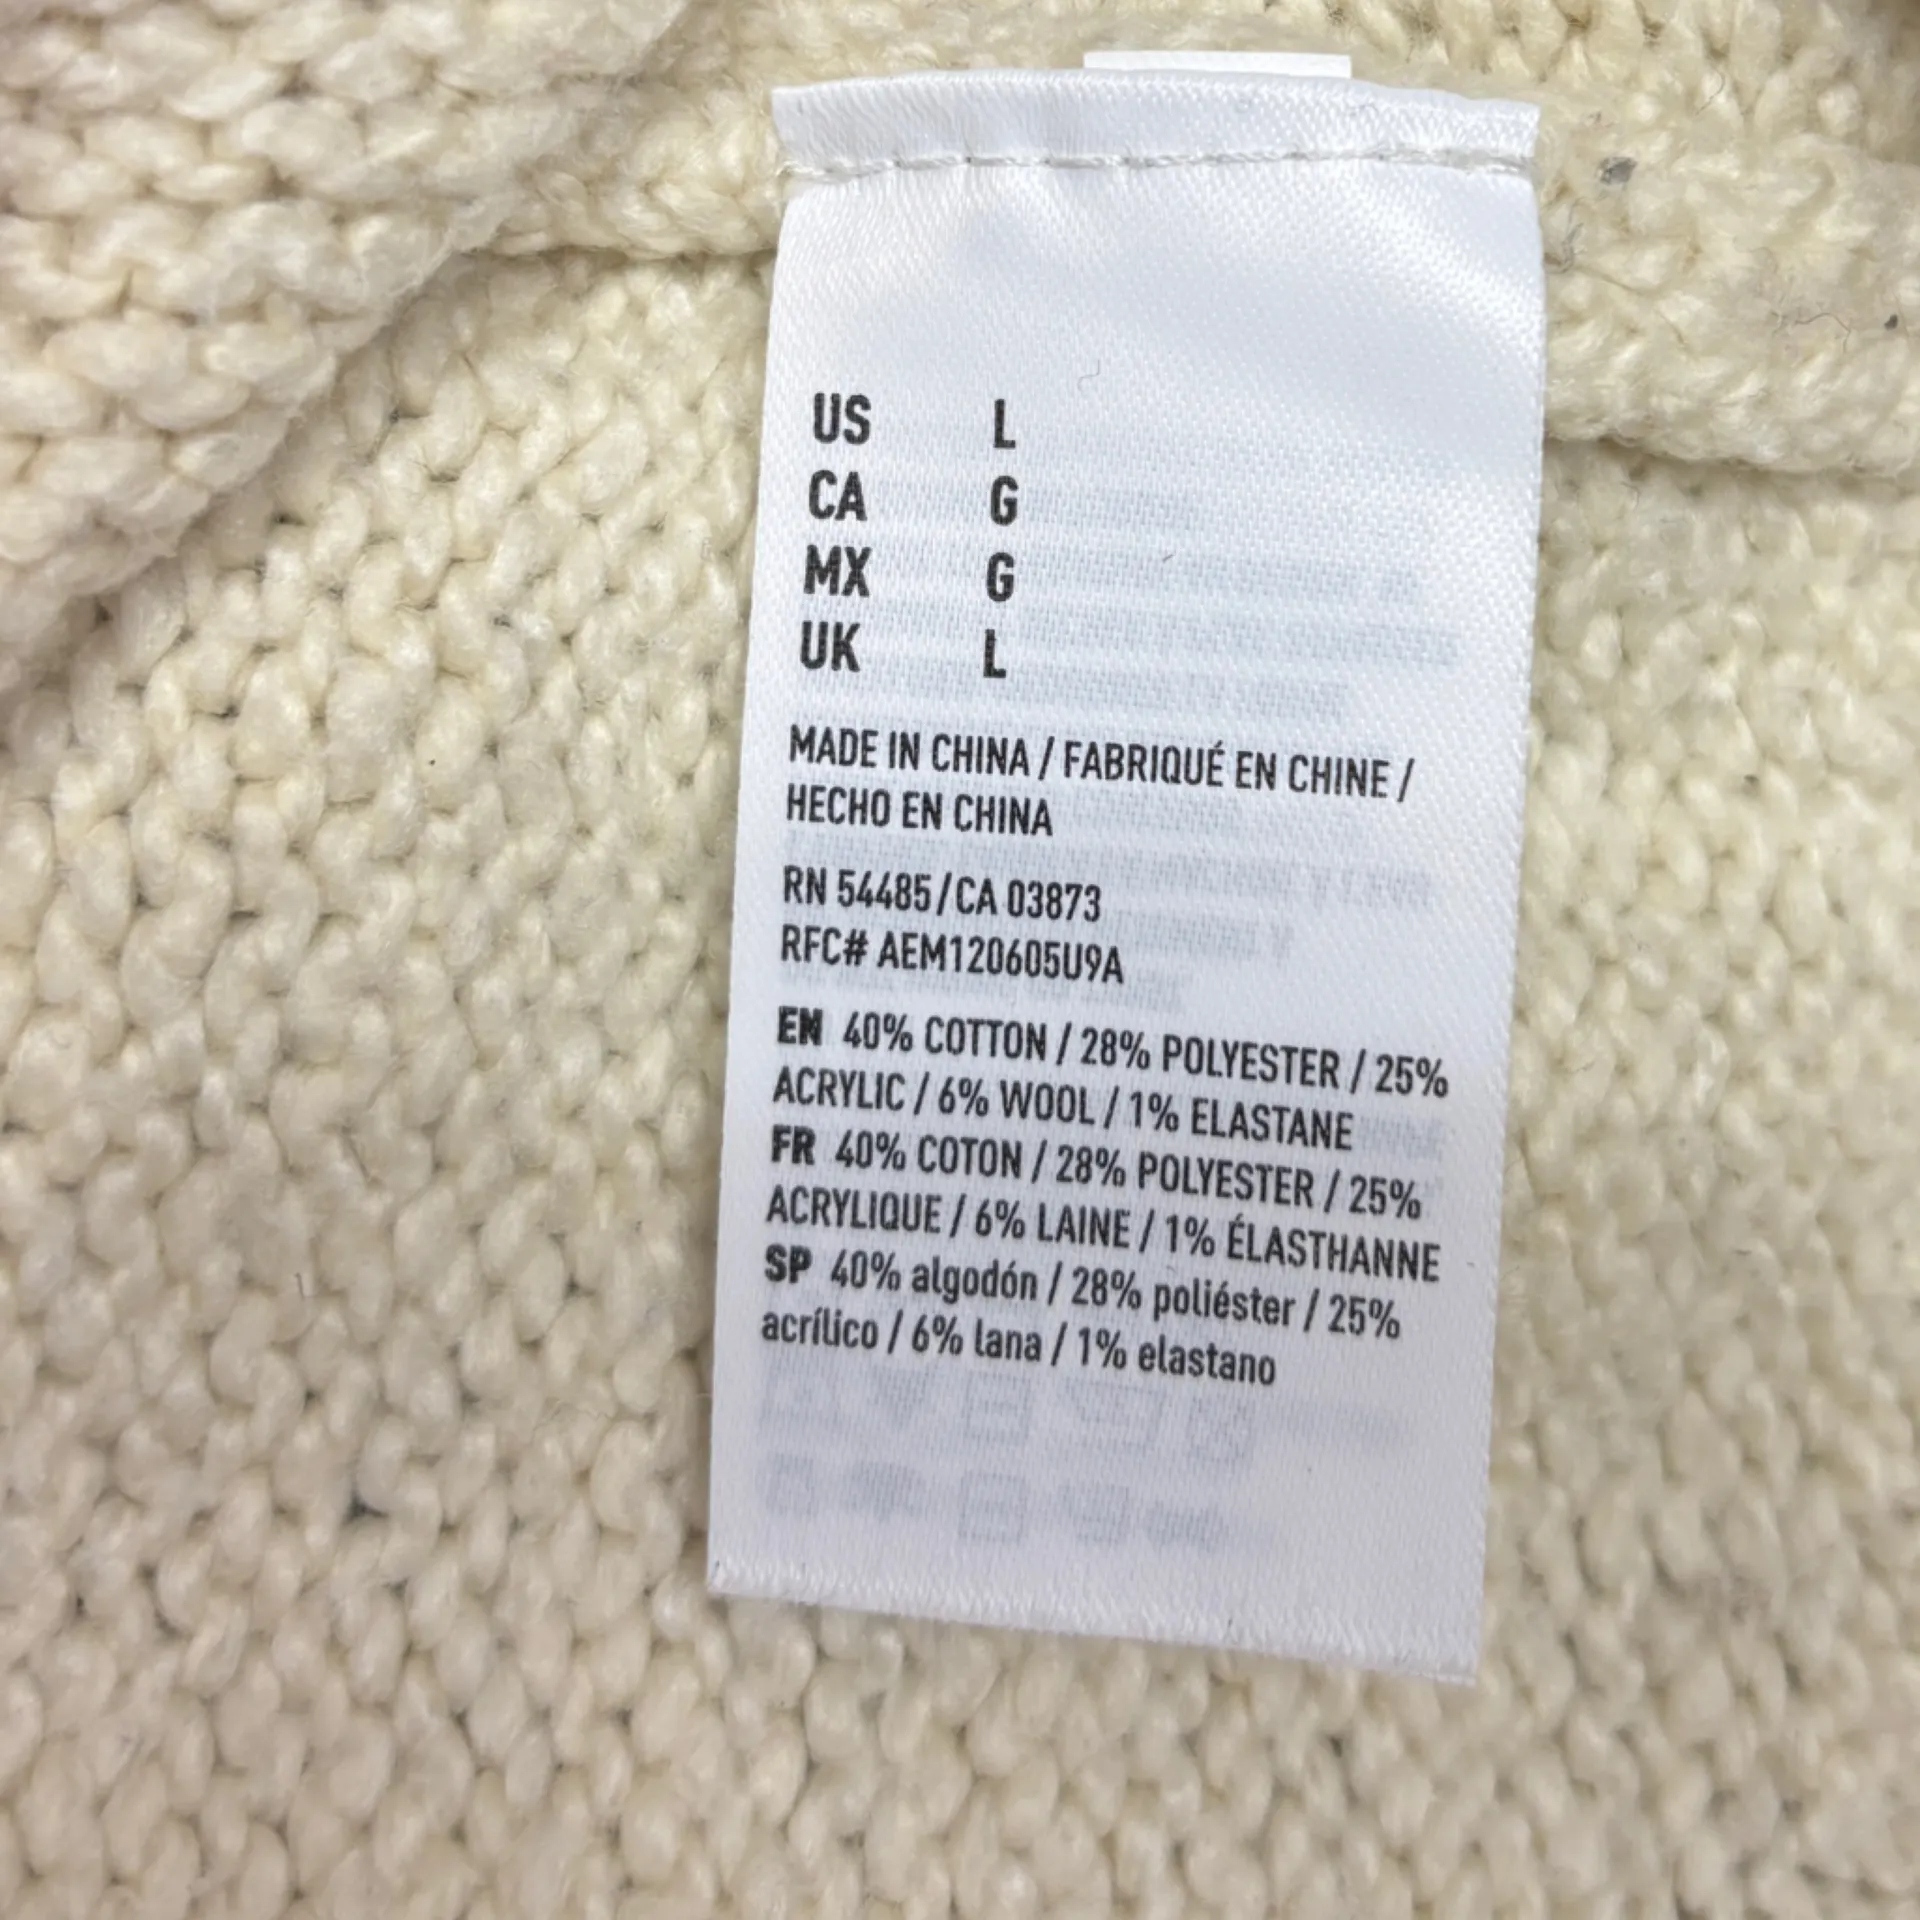 US L
CA G
MX G
UK L
MADE IN CHINA / FABRIQUÉ EN CHINE /
HECHO EN CHINA
RN 54485/CA 03873
RFC# AEM120605U9A
EN 40% COTTON / 28% POLYESTER / 25%
ACRYLIC / 6% WOOL / 1% ELASTANE
FR 40% COTON / 28% POLYESTER / 25%
ACRYLIQUE / 6% LAINE / 1% ÉLASTHANNE
SP 40% algodón / 28% poliéster / 25%
acrílico / 6% lana / 1% elastano